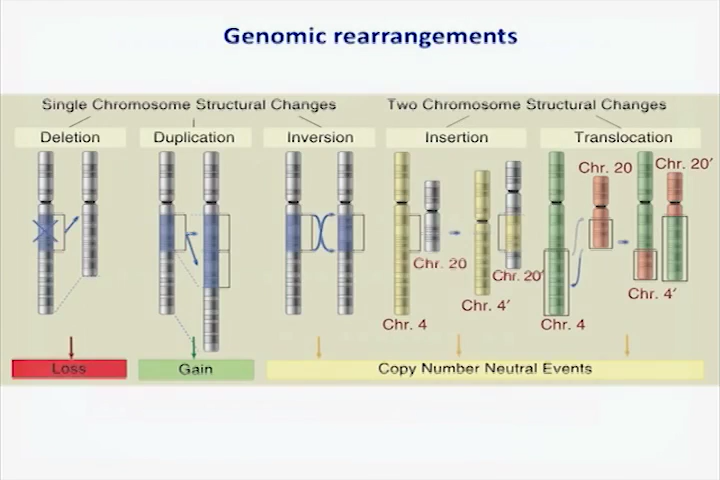 Genomic rearrangements
Single Chromosome Structural Changes
Two Chromosome Structural Changes
Deletion
Duplication
Inversion
Insertion
Translocation
Chr. 20
Chr. 20′
Chr. 20
Chr. 20′
Chr. 4′
Chr. 4′
Chr. 4
Chr. 4
Loss
Gain
Copy Number Neutral Events